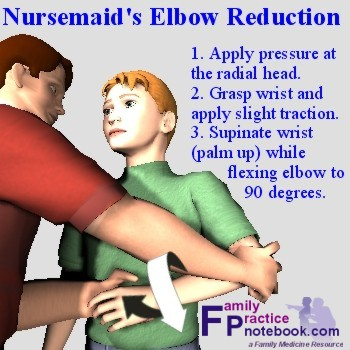 Nursemaid's Elbow Reduction
1. Apply pressure at
the radial head.
2. Grasp wrist and
apply slight traction.
3. Supinate wrist
(palm up) while
flexing elbow to
90 degrees.
Family
Practice
notebook.com
a Family Medicine Resource